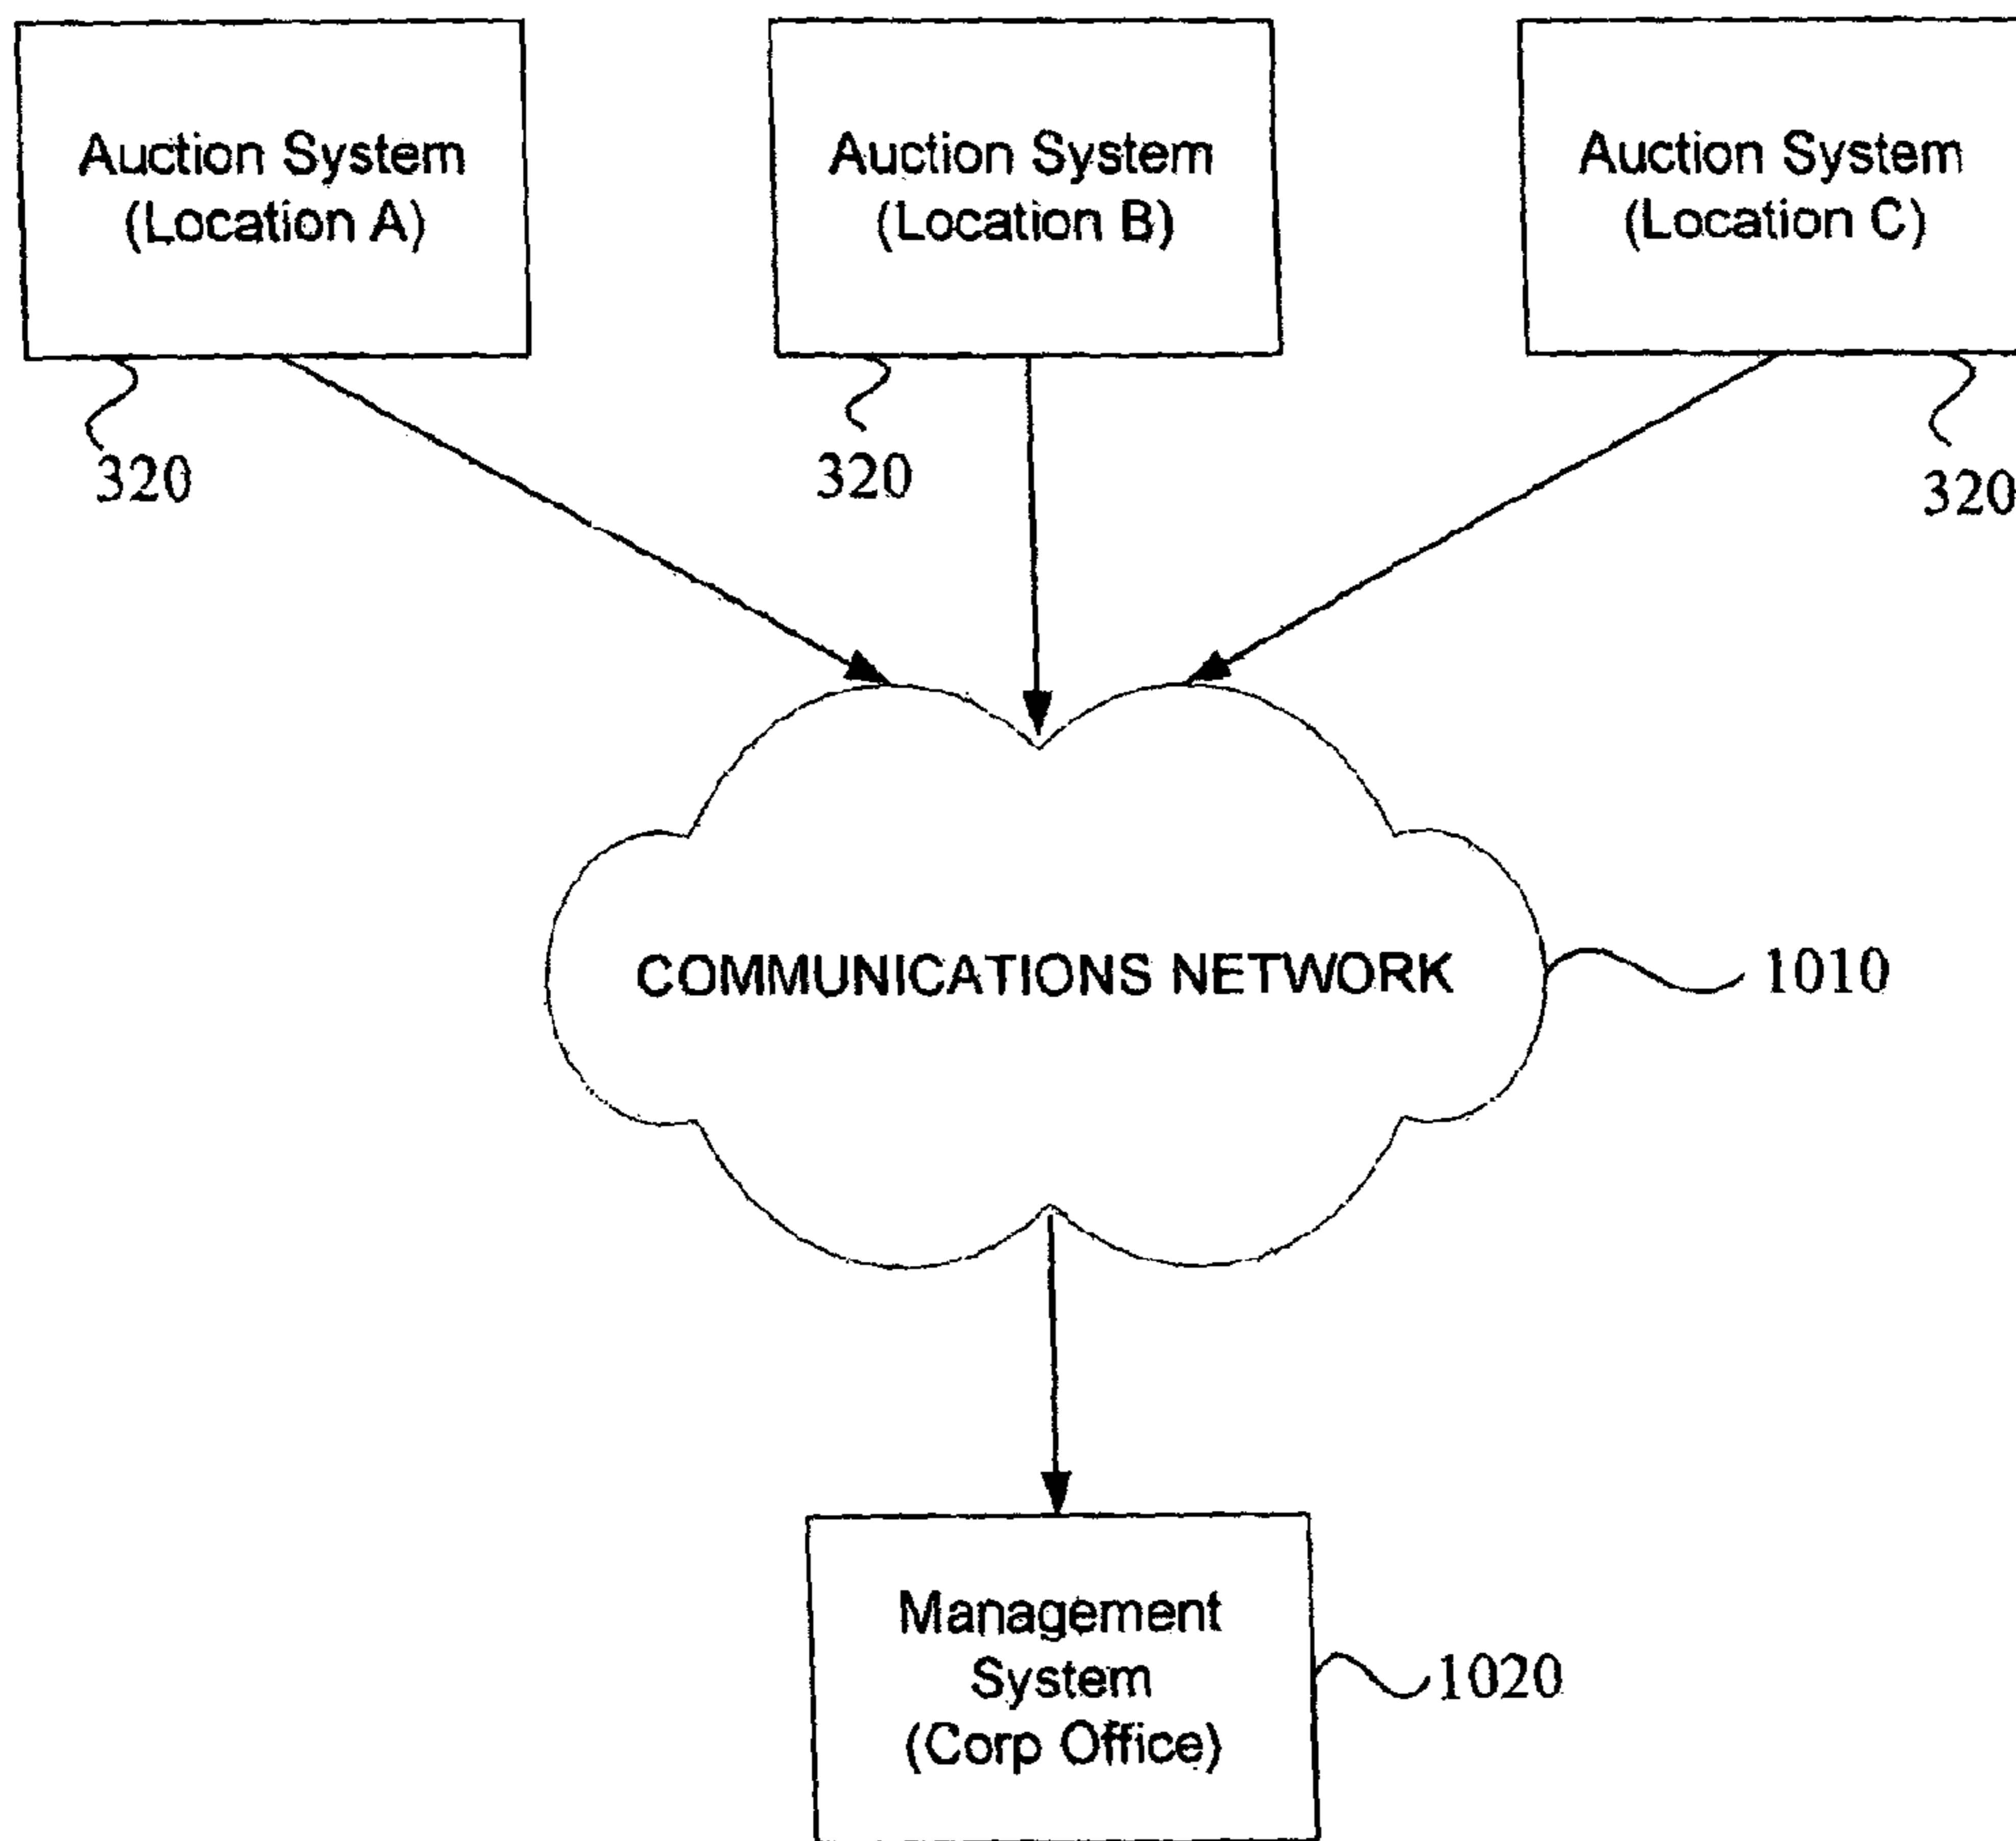 Auction System
(Location A)
Auction System
(Location B)
Auction System
(Location C)
320
320
320
COMMUNICATIONS NETWORK
1010
Management
System
(Corp Office)
1020